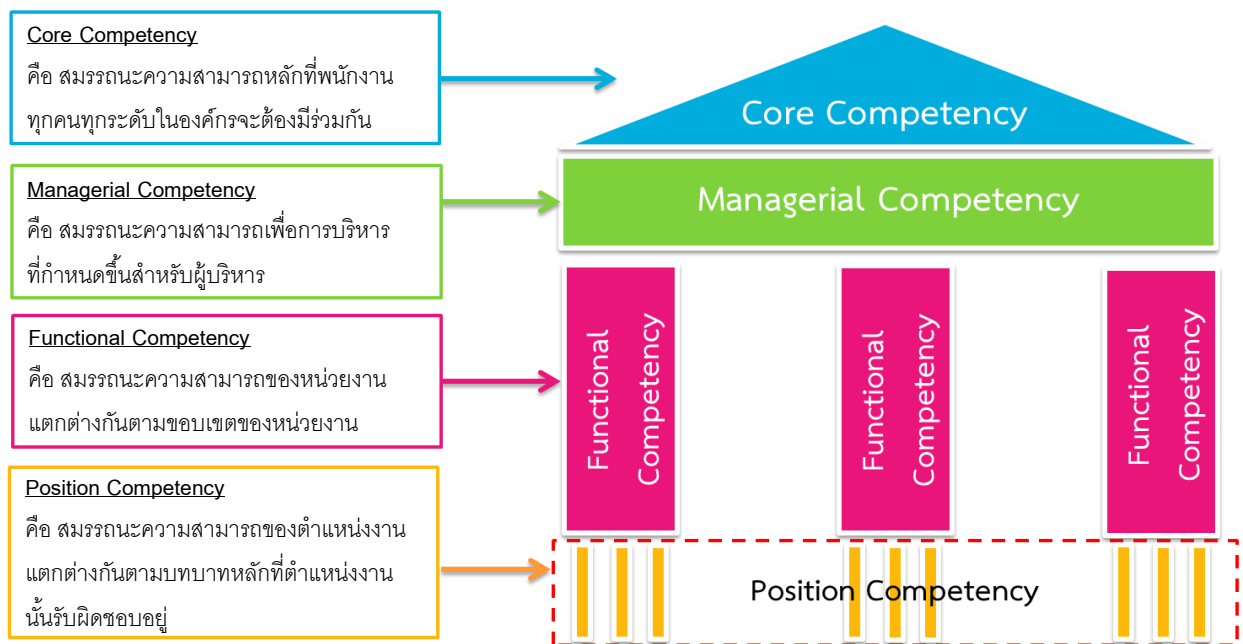 Core Competency
คือ สมรรถนะความสามารถหลักที่พนักงาน
ทุกคนทุกระดับในองค์กรจะต้องมีร่วมกัน
Managerial Competency
คือ สมรรถนะความสามารถเพื่อการบริหาร
ที่กำหนดขึ้นสำหรับผู้บริหาร
Functional Competency
คือ สมรรถนะความสามารถของหน่วยงาน
แตกต่างกันตามขอบเขตของหน่วยงาน
Position Competency
คือ สมรรถนะความสามารถของตำแหน่งงาน
แตกต่างกันตามบทบาทหลักที่ตำแหน่งงาน
นั้นรับผิดชอบอยู่
Core Competency
Managerial Competency
Functional
Competency
Functional
Competency
Functional
Competency
Position Competency